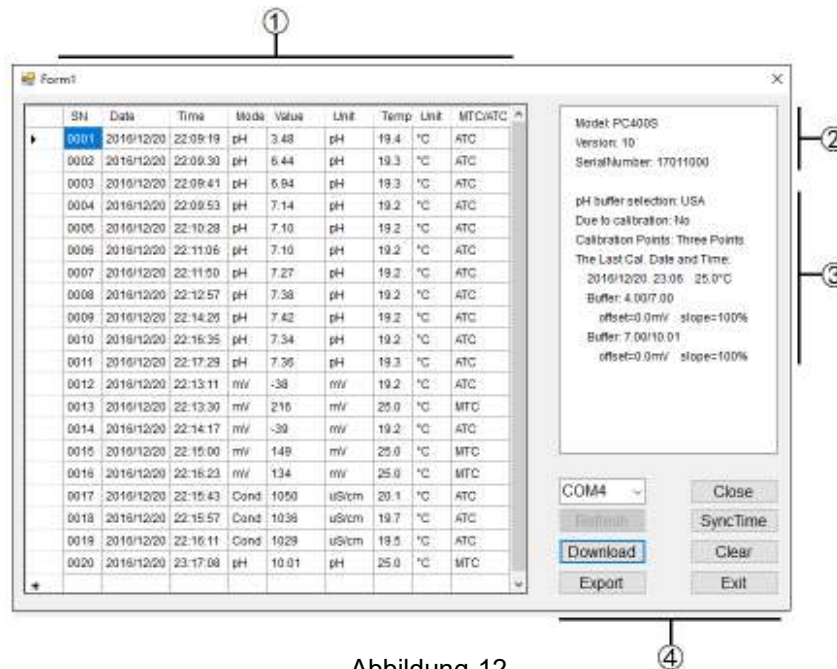 ①
Form1
SN Date Time Mode Value Unit Temp Unit MTC/ATC
0001 2016/12/20 22:09:19 pH 3.48 pH 19.4 °C ATC
0002 2016/12/20 22:09:30 pH 6.44 pH 19.3 °C ATC
0003 2016/12/20 22:09:41 pH 6.94 pH 19.3 °C ATC
0004 2016/12/20 22:09:53 pH 7.14 pH 19.2 °C ATC
0005 2016/12/20 22:10:28 pH 7.10 pH 19.2 °C ATC
0006 2016/12/20 22:11:06 pH 7.10 pH 19.2 °C ATC
0007 2016/12/20 22:11:50 pH 7.27 pH 19.2 °C ATC
0008 2016/12/20 22:12:57 pH 7.38 pH 19.2 °C ATC
0009 2016/12/20 22:14:26 pH 7.42 pH 19.2 °C ATC
0010 2016/12/20 22:16:35 pH 7.34 pH 19.2 °C ATC
0011 2016/12/20 22:17:29 pH 7.36 pH 19.3 °C ATC
0012 2016/12/20 22:13:11 mV -38 mV 19.2 °C ATC
0013 2016/12/20 22:13:30 mV 216 mV 25.0 °C MTC
0014 2016/12/20 22:14:17 mV -39 mV 19.2 °C ATC
0015 2016/12/20 22:15:00 mV 149 mV 25.0 °C MTC
0016 2016/12/20 22:16:23 mV 134 mV 25.0 °C MTC
0017 2016/12/20 22:15:43 Cond 1050 uS/cm 20.1 °C ATC
0018 2016/12/20 22:15:57 Cond 1036 uS/cm 19.7 °C ATC
0019 2016/12/20 22:16:11 Cond 1029 uS/cm 19.5 °C ATC
0020 2016/12/20 23:17:08 pH 10.01 pH 25.0 °C MTC
Model: PC400S
Version: 10
SerialNumber: 17011000
②
pH buffer selection: USA
Due to calibration: No
Calibration Points: Three Points
The Last Cal. Date and Time:
2016/12/20 23:06 25.0°C
Buffer: 4.00/7.00
offset=0.0mV slope=100%
Buffer: 7.00/10.01
offset=0.0mV slope=100%
③
COM4 Close
Refresh SyncTime
Download Clear
Export Exit
④
Abbildung 12